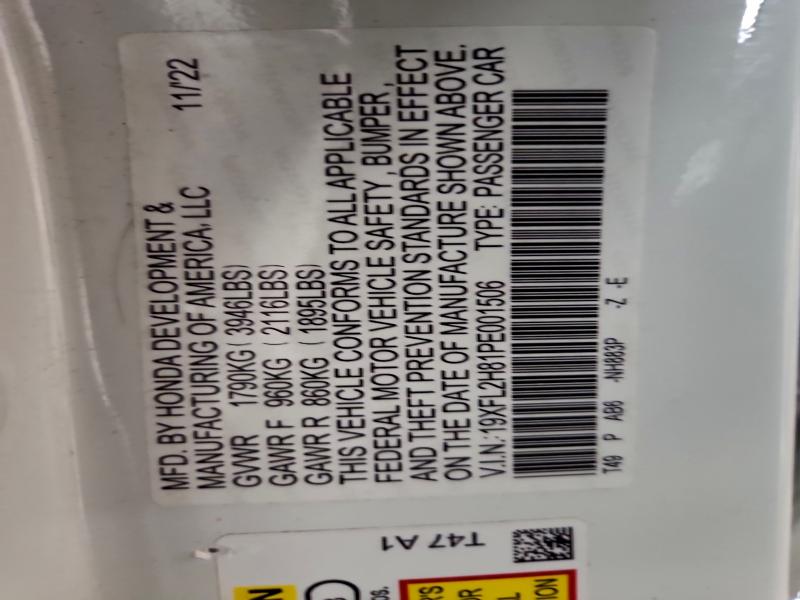 MFD. BY HONDA DEVELOPMENT &
MANUFACTURING OF AMERICA, LLC 11/'22
GVWR 1790KG ( 3946LBS)
GAWR F 960KG ( 2116LBS)
GAWR R 860KG ( 1895LBS)
THIS VEHICLE CONFORMS TO ALL APPLICABLE
FEDERAL MOTOR VEHICLE SAFETY , BUMPER ,
AND THEFT PREVENTION STANDARDS IN EFFECT
ON THE DATE OF MANUFACTURE SHOWN ABOVE.
V.I.N.:19XFL2H81PE001506 TYPE: PASSENGER CAR
T49 P AB6 -NH883P -Z -E
T47 A1